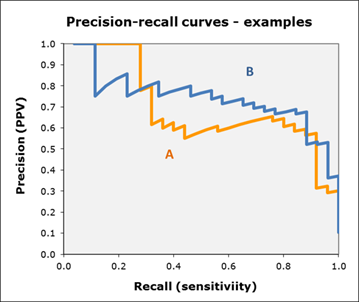 Precision-recall curves - examples
1.0
0.9
0.8
0.7
0.6
0.5
0.4
0.3
0.2
0.1
0.0
Precision (PPV)
B
A
0.0 0.2 0.4 0.6 0.8 1.0
Recall (sensitiviity)